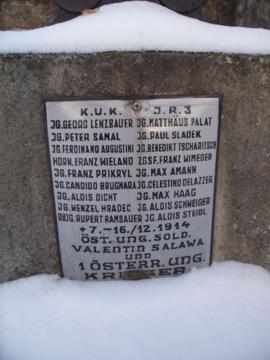 K.U.K. J.R.3
JG.GEORG LENZBAUER JG.MATTHÄUS PALAT
JG.PETER SAMAL JG.PAUL SLADEK
JG.FERDINAND AUGUSTINI JG.BENEDIKT TSCHARITSCH
HORN.FRANZ WIELAND ZGSF.FRANZ WIMEDER
JG.FRANZ PRIKRYL JG.MAX AMANN
JG.CANDIDO BRUGNARA JG.CELESTINO DELAZZER
JG.ALOIS DICHT JG.MAX HAAG
JG.WENZEL HRADEC JG.ALOIS SCHWEIGER
OBJG.RUPERT RAMSAUER JG.ALOIS STEIDL
+7.-16./12.1914
ÖST.UNG.SOLD.
VALENTIN SALAWA
UND
1 ÖSTERR.UNG.